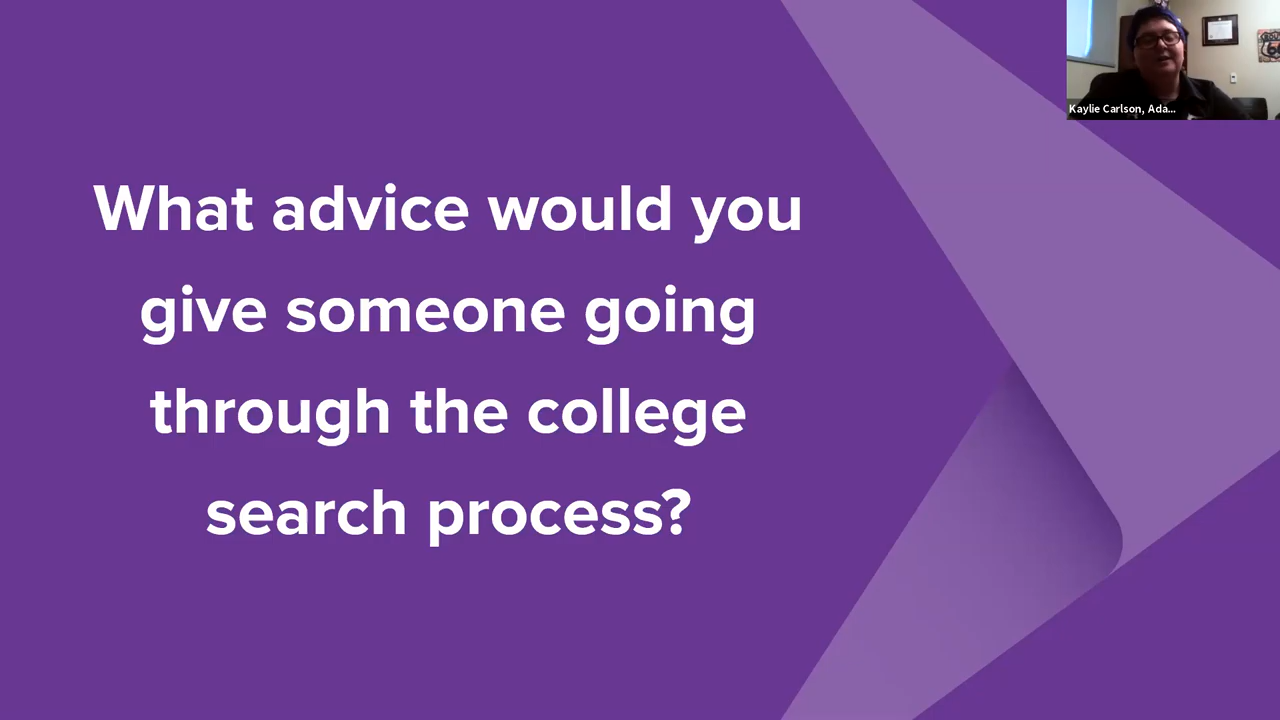 What advice would you
give someone going
through the college
search process?
Kaylie Carlson, Ada...